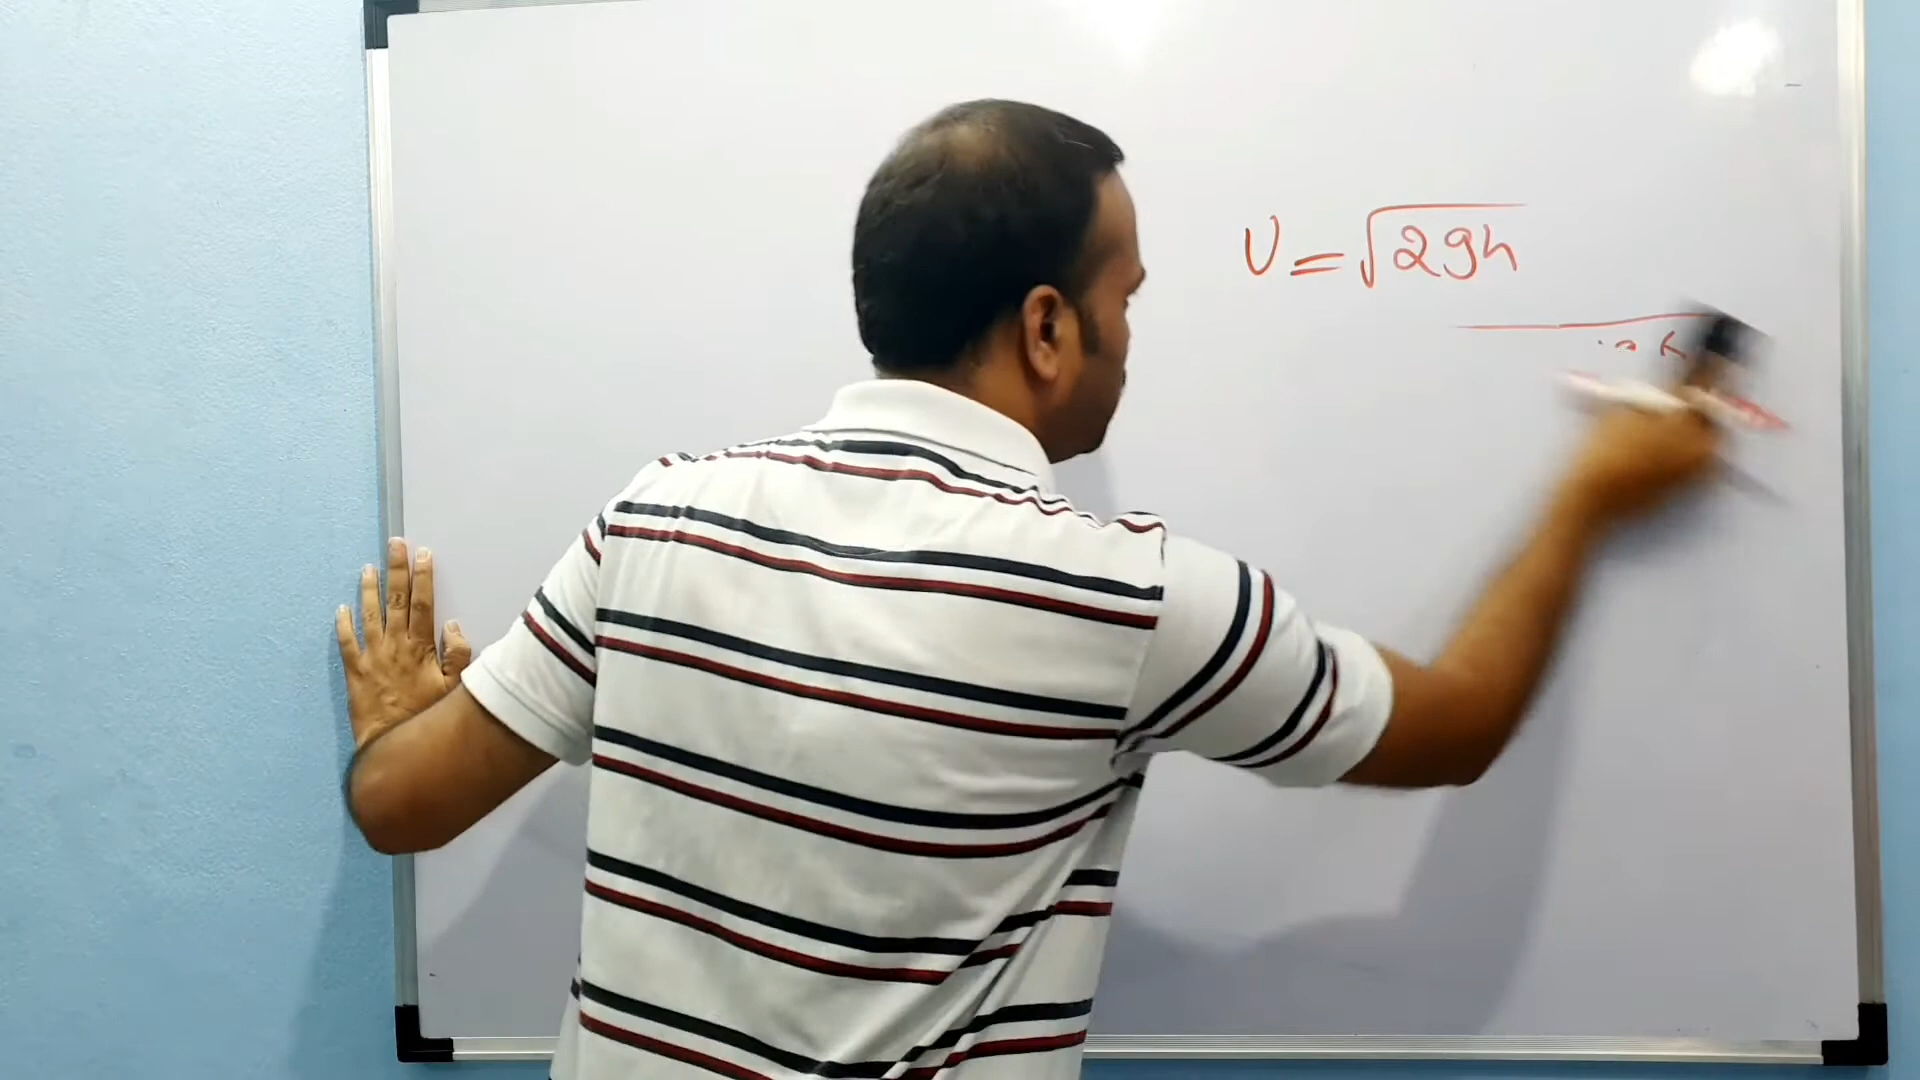 υ = √2gh